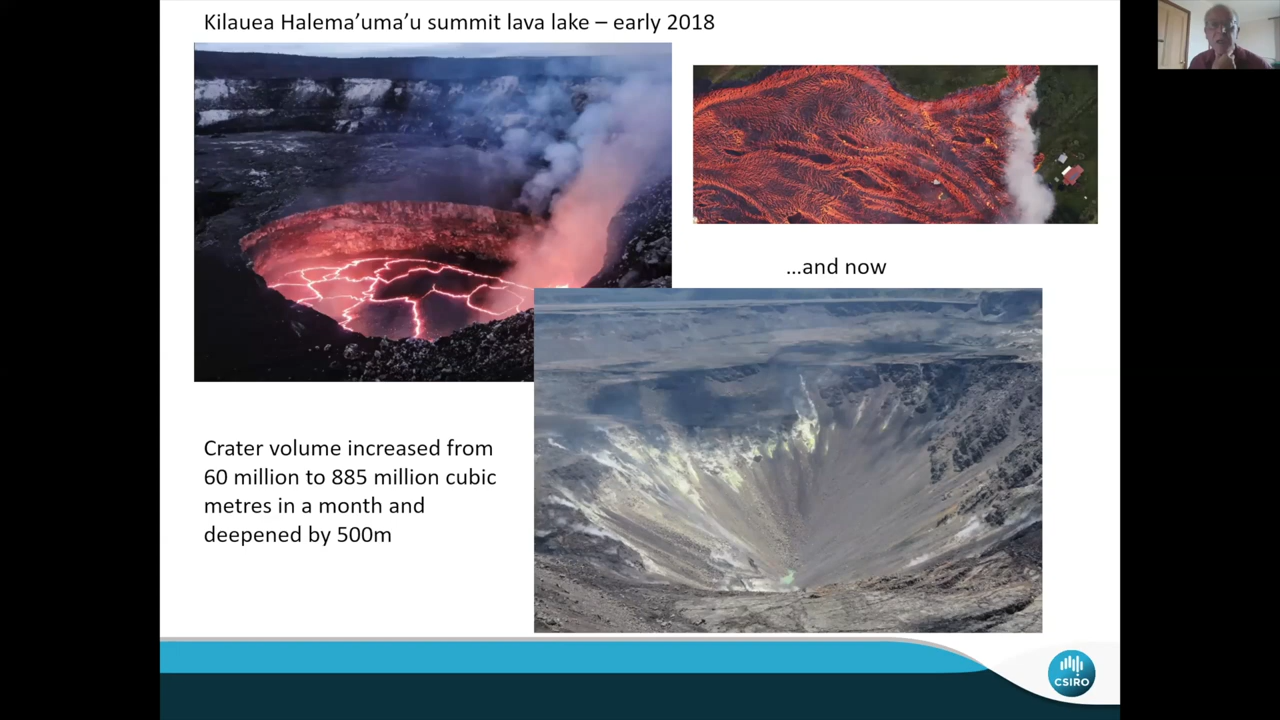 Kilauea Halema’uma’u summit lava lake – early 2018
...and now
Crater volume increased from
60 million to 885 million cubic
metres in a month and
deepened by 500m
CSIRO